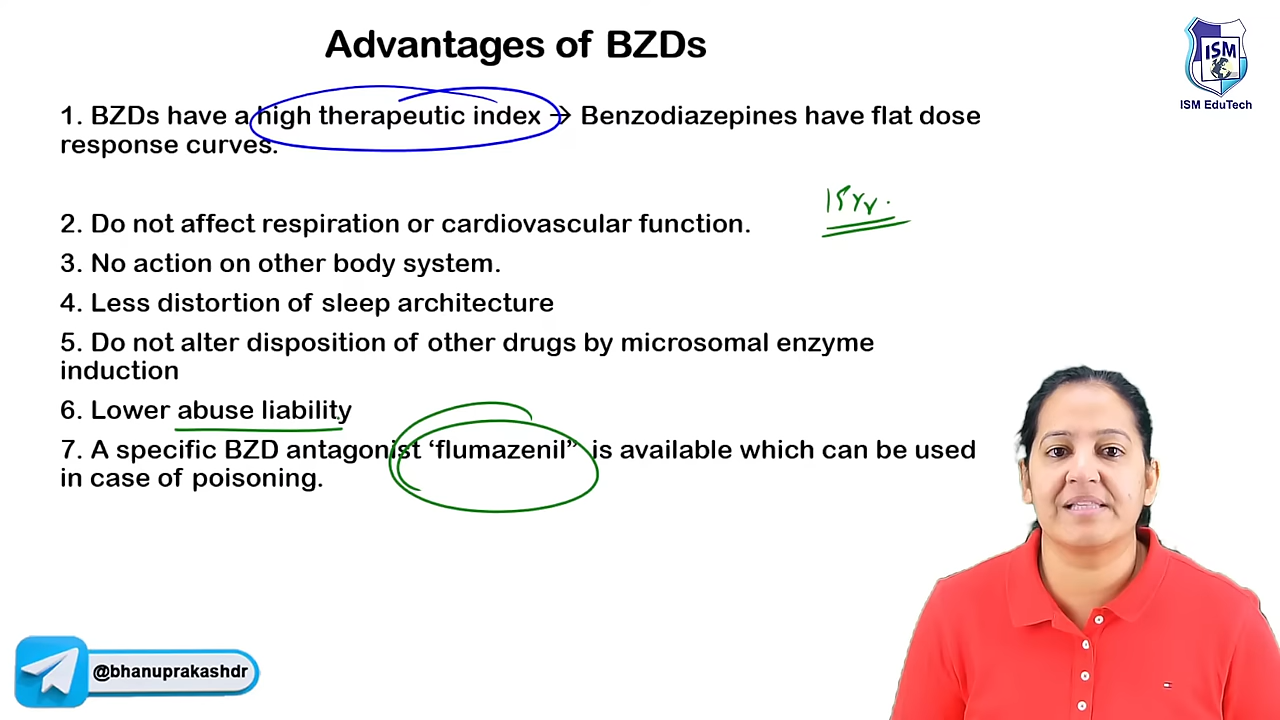 Advantages of BZDs
ISM
ISM EduTech
1. BZDs have a high therapeutic index → Benzodiazepines have flat dose
response curves.
2. Do not affect respiration or cardiovascular function.
3. No action on other body system.
4. Less distortion of sleep architecture
5. Do not alter disposition of other drugs by microsomal enzyme
induction
6. Lower abuse liability
7. A specific BZD antagonist ‘flumazenil” is available which can be used
in case of poisoning.
@bhanuprakashdr